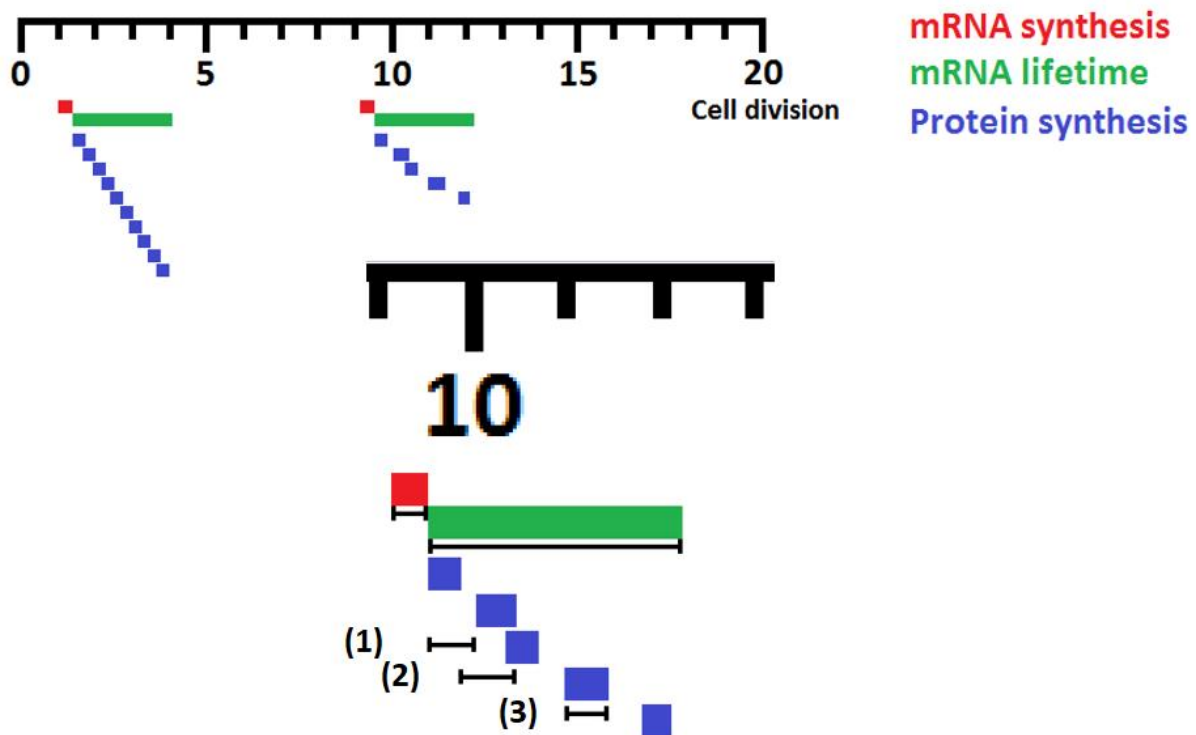 0 5 10 15 20
Cell division
mRNA synthesis
mRNA lifetime
Protein synthesis
10
(1)
(2)
(3)